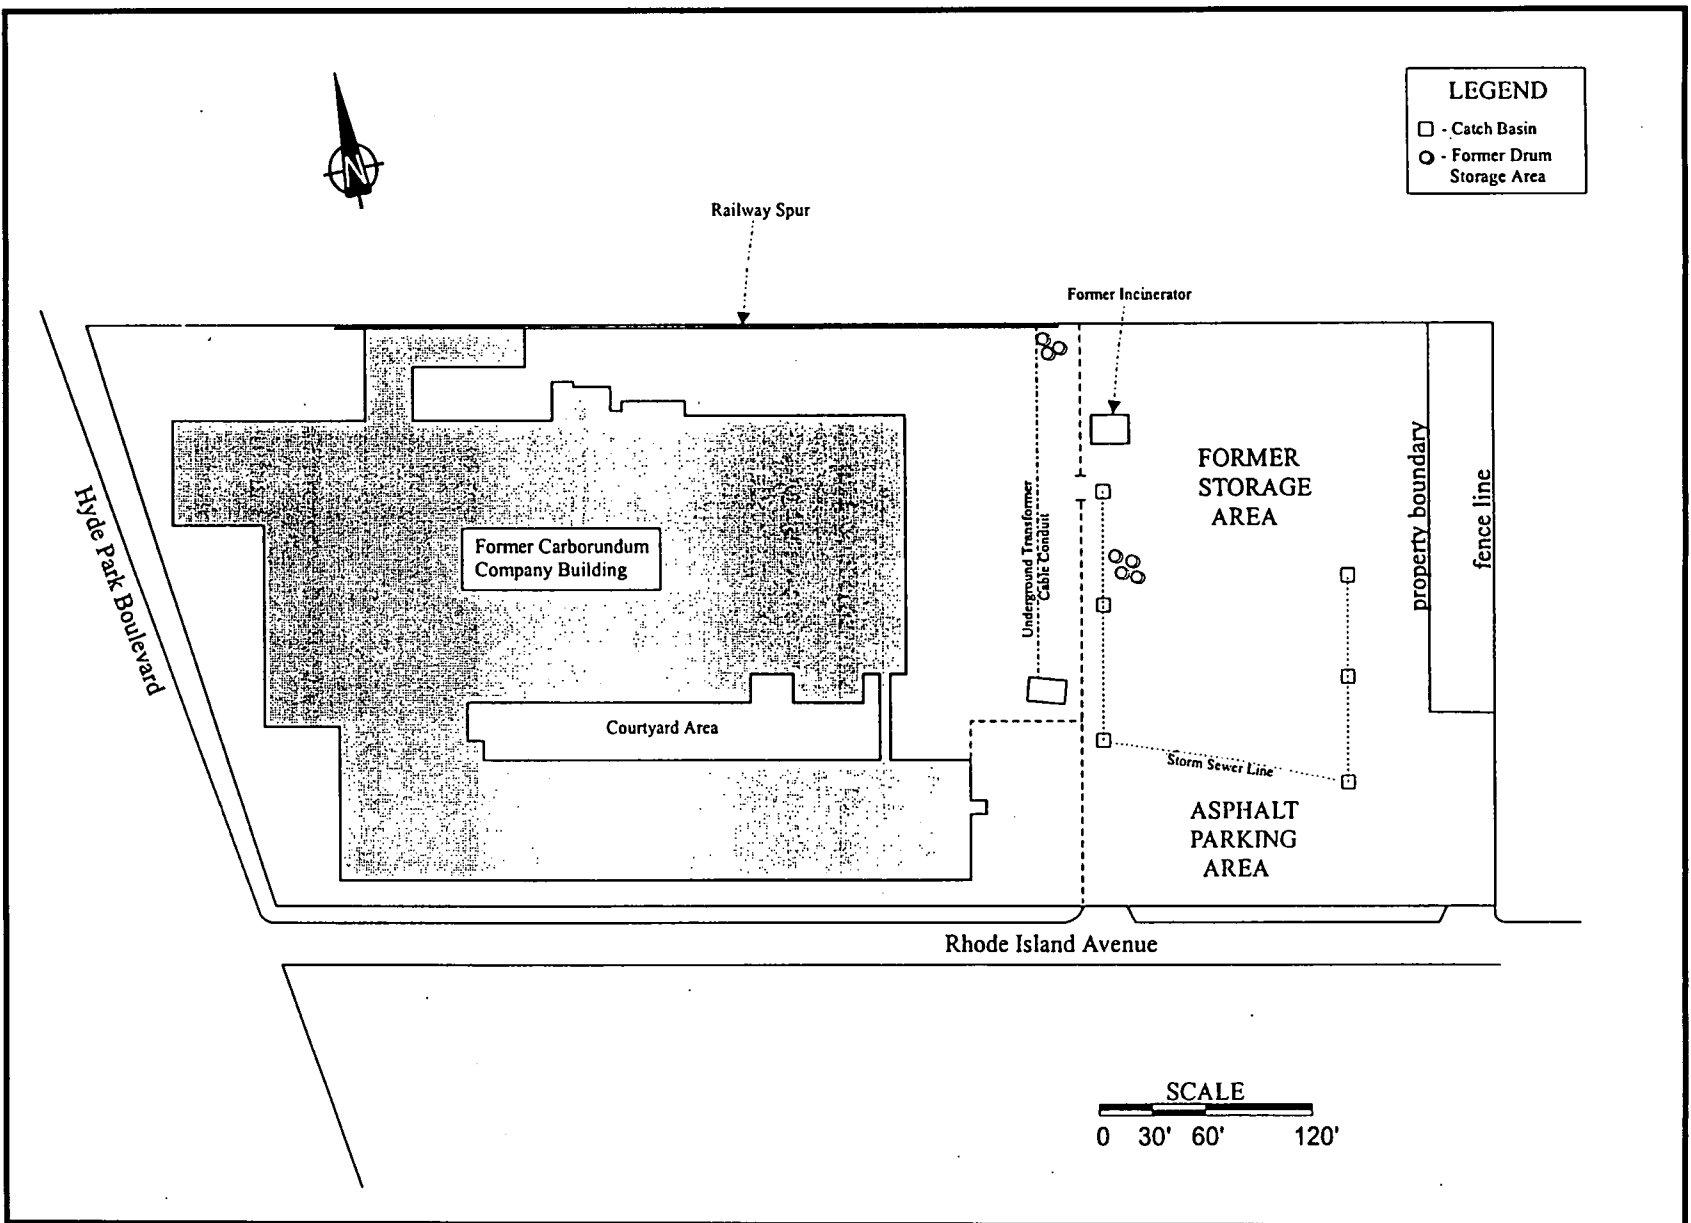 LEGEND
- Catch Basin
- Former Drum
Storage Area
N
Railway Spur
Former Incinerator
FORMER
STORAGE
AREA
property boundary
fence line
Hyde Park Boulevard
Former Carborundum
Company Building
Underground Transformer
Cable Conduit
Courtyard Area
Storm Sewer Line
ASPHALT
PARKING
AREA
Rhode Island Avenue
SCALE
0 30' 60' 120'